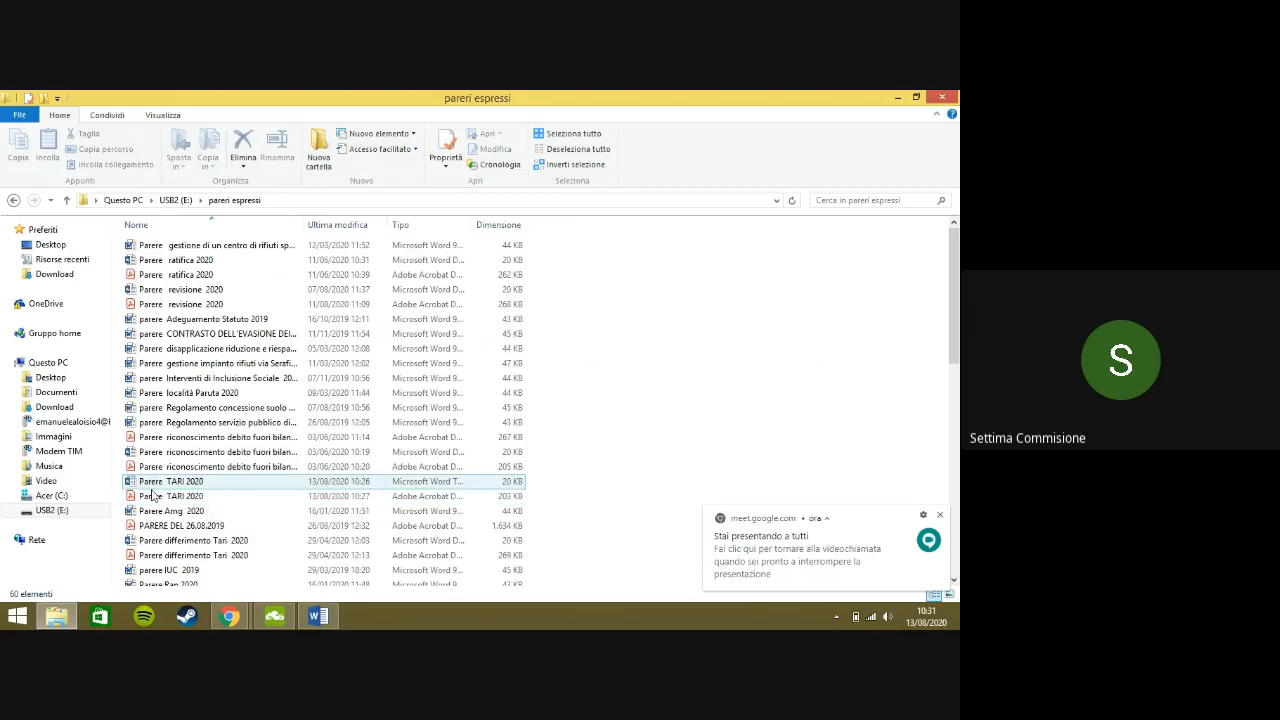 pareri espressi
File Home Condividi Visualizza
Copia Incolla Taglia Copia percorso Incolla collegamento
Appunti
Sposta in Copia in Elimina Rinomina
Organizza
Nuova cartella Nuovo elemento Accesso facilitato
Nuovo
Proprietà Apri Modifica Cronologia
Apri
Seleziona tutto Deseleziona tutto Inverti selezione
Seleziona
Questo PC USB2 (E:) pareri espressi
Cerca in pareri espressi
Preferiti
Desktop
Risorse recenti
Download
OneDrive
Gruppo home
Questo PC
Desktop
Documenti
Download
emanuelealoisio4@
Immagini
Modem TIM
Musica
Video
Acer (C:)
USB2 (E:)
Rete
Nome Ultima modifica Tipo Dimensione
Parere gestione di un centro di rifiuti sp... 12/03/2020 11:52 Microsoft Word 9... 44 KB
Parere ratifica 2020 11/06/2020 10:31 Microsoft Word D... 20 KB
Parere ratifica 2020 11/06/2020 10:39 Adobe Acrobat D... 262 KB
Parere revisione 2020 07/08/2020 11:37 Microsoft Word D... 20 KB
Parere revisione 2020 11/08/2020 11:09 Adobe Acrobat D... 268 KB
parere Adeguamento Statuto 2019 16/10/2019 12:11 Microsoft Word 9... 43 KB
parere CONTRASTO DELL'EVASIONE DEI... 11/11/2019 11:54 Microsoft Word 9... 45 KB
parere disapplicazione riduzione e riespa... 05/03/2020 12:08 Microsoft Word 9... 44 KB
parere gestione impianto rifiuti via Serafi... 11/03/2020 12:02 Microsoft Word 9... 47 KB
parere Interventi di Inclusione Sociale 20... 07/11/2019 10:56 Microsoft Word 9... 44 KB
parere località Paruta 2020 09/03/2020 11:44 Microsoft Word 9... 44 KB
parere Regolamento concessione suolo ... 07/08/2019 10:56 Microsoft Word 9... 45 KB
parere Regolamento servizio pubblico di... 26/08/2019 12:05 Microsoft Word 9... 43 KB
Parere riconoscimento debito fuori bilan... 03/06/2020 11:14 Adobe Acrobat D... 267 KB
Parere riconoscimento debito fuori bilan... 03/06/2020 10:19 Microsoft Word D... 20 KB
Parere riconoscimento debito fuori bilan... 03/06/2020 10:20 Adobe Acrobat D... 205 KB
Parere TARI 2020 13/08/2020 10:26 Microsoft Word T... 20 KB
Parere TARI 2020 13/08/2020 10:27 Adobe Acrobat D... 203 KB
Parere Amg 2020 16/01/2020 11:51 Microsoft Word 9... 44 KB
PARERE DEL 26.08.2019 26/08/2019 12:32 Adobe Acrobat D... 1.634 KB
Parere differimento Tari 2020 29/04/2020 12:03 Microsoft Word D... 20 KB
Parere differimento Tari 2020 29/04/2020 12:13 Adobe Acrobat D... 269 KB
parere IUC 2019 29/03/2019 18:20 Microsoft Word 9... 45 KB
Parere Rap 2020 16/01/2020 11:48 Microsoft Word 9... 43 KB
60 elementi
meet.google.com • ora
Stai presentando a tutti
Fai clic qui per tornare alla videochiamata
quando sei pronto a interrompere la
presentazione
10:31
13/08/2020
S
Settima Commisione